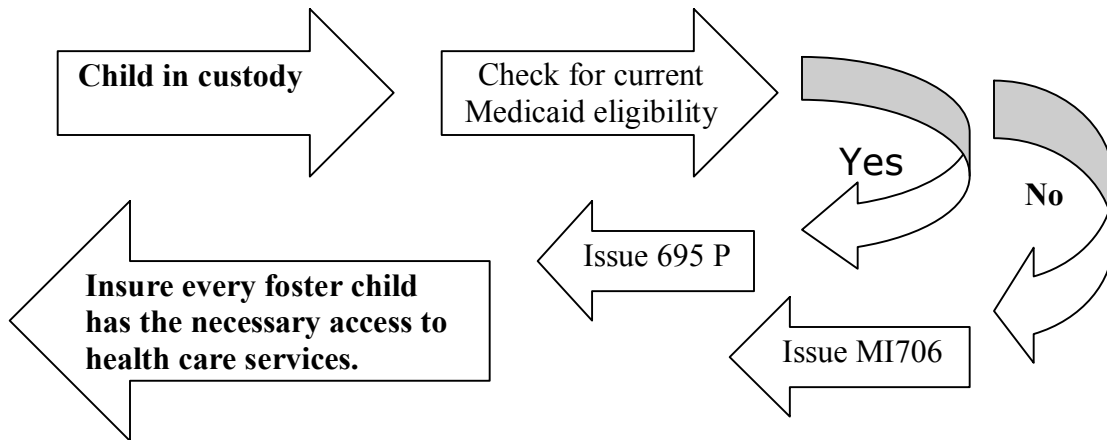 Child in custody
Check for current
Medicaid eligibility
Yes
No
Issue 695 P
Issue MI706
Insure every foster child
has the necessary access to
health care services.